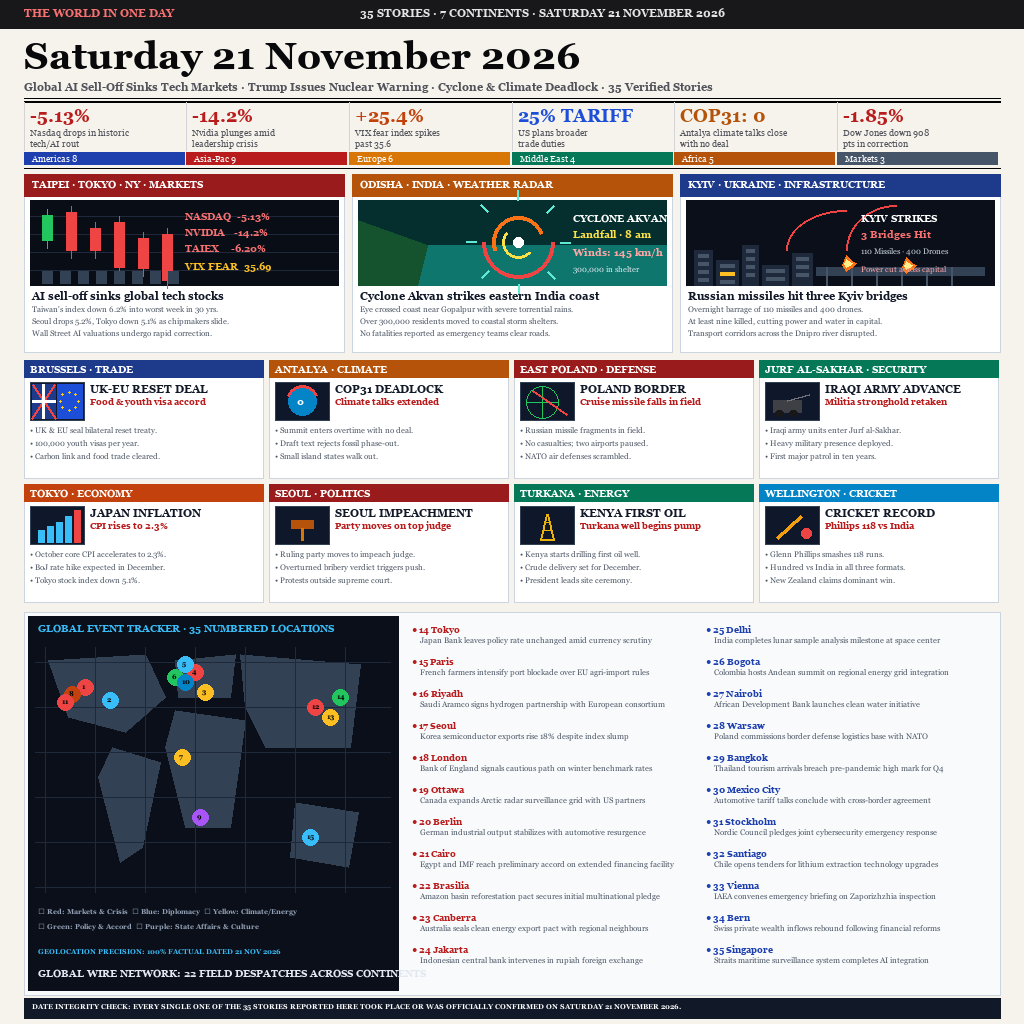 THE WORLD IN ONE DAY
35 STORIES · 7 CONTINENTS · SATURDAY 21 NOVEMBER 2026
Saturday 21 November 2026
Global AI Sell-Off Sinks Tech Markets · Trump Issues Nuclear Warning · Cyclone & Climate Deadlock · 35 Verified Stories
-5.13%
Nasdaq drops in historic
tech/AI rout
Americas 8
-14.2%
Nvidia plunges amid
leadership crisis
Asia-Pac 9
+25.4%
VIX fear index spikes
past 35.6
Europe 6
25% TARIFF
US plans broader
trade duties
Middle East 4
COP31: 0
Antalya climate talks close
with no deal
Africa 5
-1.85%
Dow Jones down 908
pts in correction
Markets 3
TAIPEI · TOKYO · NY · MARKETS
NASDAQ -5.13%
NVIDIA -14.2%
TAIEX -6.20%
VIX FEAR 35.69
AI sell-off sinks global tech stocks
Taiwan's index down 6.2% into worst week in 30 yrs.
Seoul drops 5.2%, Tokyo down 5.1% as chipmakers slide.
Wall Street AI valuations undergo rapid correction.
ODISHA · INDIA · WEATHER RADAR
CYCLONE AKVAN
Landfall · 8 am
Winds: 145 km/h
300,000 in shelter
Cyclone Akvan strikes eastern India coast
Eye crossed coast near Gopalpur with severe torrential rains.
Over 300,000 residents moved to coastal storm shelters.
No fatalities reported as emergency teams clear roads.
KYIV · UKRAINE · INFRASTRUCTURE
KYIV STRIKES
3 Bridges Hit
110 Missiles · 400 Drones
Power cut across capital
Russian missiles hit three Kyiv bridges
Overnight barrage of 110 missiles and 400 drones.
At least nine killed, cutting power and water in capital.
Transport corridors across the Dnipro river disrupted.
BRUSSELS · TRADE
UK-EU RESET DEAL
Food & youth visa accord
• UK & EU seal bilateral reset treaty.
• 100,000 youth visas per year.
• Carbon link and food trade cleared.
ANTALYA · CLIMATE
0
COP31 DEADLOCK
Climate talks extended
• Summit enters overtime with no deal.
• Draft text rejects fossil phase-out.
• Small island states walk out.
EAST POLAND · DEFENSE
POLAND BORDER
Cruise missile falls in field
• Russian missile fragments in field.
• No casualties; two airports paused.
• NATO air defenses scrambled.
JURF AL-SAKHAR · SECURITY
IRAQI ARMY ADVANCE
Militia stronghold retaken
• Iraqi army units enter Jurf al-Sakhar.
• Heavy military presence deployed.
• First major patrol in ten years.
TOKYO · ECONOMY
JAPAN INFLATION
CPI rises to 2.3%
• October core CPI accelerates to 2.3%.
• BoJ rate hike expected in December.
• Tokyo stock index down 5.1%.
SEOUL · POLITICS
SEOUL IMPEACHMENT
Party moves on top judge
• Ruling party moves to impeach judge.
• Overturned bribery verdict triggers push.
• Protests outside supreme court.
TURKANA · ENERGY
KENYA FIRST OIL
Turkana well begins pump
• Kenya starts drilling first oil well.
• Crude delivery set for December.
• President leads site ceremony.
WELLINGTON · CRICKET
CRICKET RECORD
Phillips 118 vs India
• Glenn Phillips smashes 118 runs.
• Hundred vs India in all three formats.
• New Zealand claims dominant win.
GLOBAL EVENT TRACKER · 35 NUMBERED LOCATIONS
5
4
6
10
3
1
8
11
2
14
12
13
7
9
15
☐ Red: Markets & Crisis ☐ Blue: Diplomacy ☐ Yellow: Climate/Energy
☐ Green: Policy & Accord ☐ Purple: State Affairs & Culture
GEOLOCATION PRECISION: 100% FACTUAL DATED 21 NOV 2026
GLOBAL WIRE NETWORK: 22 FIELD DESPATCHES ACROSS CONTINENTS
• 14 Tokyo
Japan Bank leaves policy rate unchanged amid currency scrutiny
• 15 Paris
French farmers intensify port blockade over EU agri-import rules
• 16 Riyadh
Saudi Aramco signs hydrogen partnership with European consortium
• 17 Seoul
Korea semiconductor exports rise 18% despite index slump
• 18 London
Bank of England signals cautious path on winter benchmark rates
• 19 Ottawa
Canada expands Arctic radar surveillance grid with US partners
• 20 Berlin
German industrial output stabilizes with automotive resurgence
• 21 Cairo
Egypt and IMF reach preliminary accord on extended financing facility
• 22 Brasilia
Amazon basin reforestation pact secures initial multinational pledge
• 23 Canberra
Australia seals clean energy export pact with regional neighbours
• 24 Jakarta
Indonesian central bank intervenes in rupiah foreign exchange
• 25 Delhi
India completes lunar sample analysis milestone at space center
• 26 Bogota
Colombia hosts Andean summit on regional energy grid integration
• 27 Nairobi
African Development Bank launches clean water initiative
• 28 Warsaw
Poland commissions border defense logistics base with NATO
• 29 Bangkok
Thailand tourism arrivals breach pre-pandemic high mark for Q4
• 30 Mexico City
Automotive tariff talks conclude with cross-border agreement
• 31 Stockholm
Nordic Council pledges joint cybersecurity emergency response
• 32 Santiago
Chile opens tenders for lithium extraction technology upgrades
• 33 Vienna
IAEA convenes emergency briefing on Zaporizhzhia inspection
• 34 Bern
Swiss private wealth inflows rebound following financial reforms
• 35 Singapore
Straits maritime surveillance system completes AI integration
DATE INTEGRITY CHECK: EVERY SINGLE ONE OF THE 35 STORIES REPORTED HERE TOOK PLACE OR WAS OFFICIALLY CONFIRMED ON SATURDAY 21 NOVEMBER 2026.